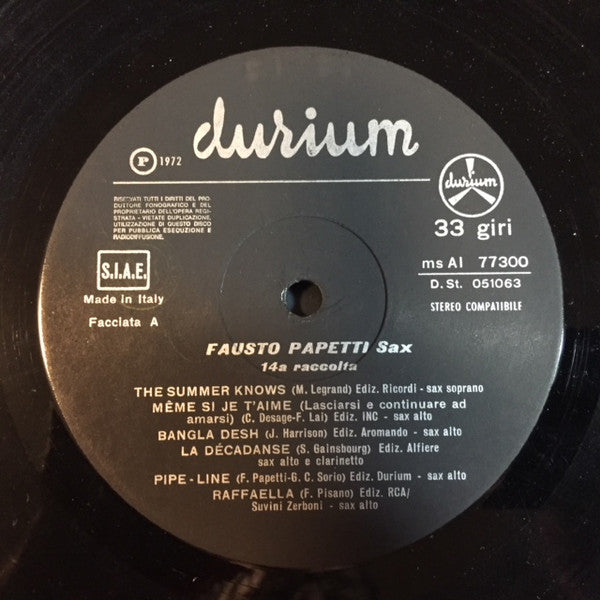 durium
P 1972
durium
RISERVATI TUTTI I DIRITTI DEL PRO-
DUTTORE FONOGRAFICO E DEL
PROPRIETARIO DELL'OPERA REGI-
STRATA - VIETATE DUPLICAZIONE,
UTILIZZAZIONE DI QUESTO DISCO
PER PUBBLICA ESEQUZIONE E
RADIODIFFUSIONE.
33 giri
S.I.A.E.
ms AI 77300
D. St. 051063
Made in Italy
STEREO COMPATIBILE
Facciata A
FAUSTO PAPETTI Sax
14a raccolta
THE SUMMER KNOWS (M. Legrand) Ediz. Ricordi - sax soprano
MÊME SI JE T'AIME (Lasciarsi e continuare ad
amarsi) (C. Desage-F. Lai) Ediz. INC - sax alto
BANGLA DESH (J. Harrison) Ediz. Aromando - sax alto
LA DÉCADANSE (S. Gainsbourg) Ediz. Alfiere
sax alto e clarinetto
PIPE-LINE (F. Papetti-G. C. Sorio) Ediz. Durium - sax alto
RAFFAELLA (F. Pisano) Ediz. RCA/
Suvini Zerboni - sax alto